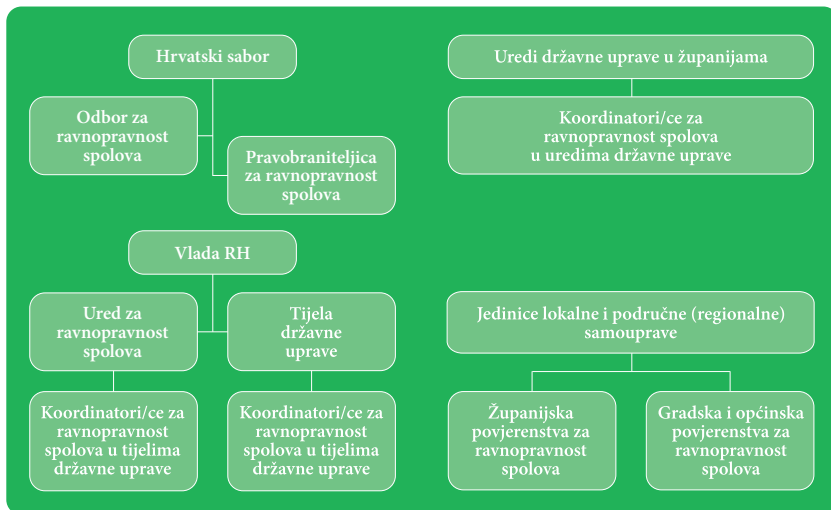 Hrvatski sabor
Odbor za
ravnopravnost
spolova
Pravobraniteljica
za ravnopravnost
spolova
Vlada RH
Ured za
ravnopravnost
spolova
Tijela
državne
uprave
Koordinatori/ce za
ravnopravnost
spolova u tijelima
državne uprave
Koordinatori/ce za
ravnopravnost
spolova u tijelima
državne uprave
Uredi državne uprave u županijama
Koordinatori/ce za
ravnopravnost spolova
u uredima državne uprave
Jedinice lokalne i područne (regionalne)
samouprave
Županijska
povjerenstva za
ravnopravnost
spolova
Gradska i općinska
povjerenstva za
ravnopravnost
spolova